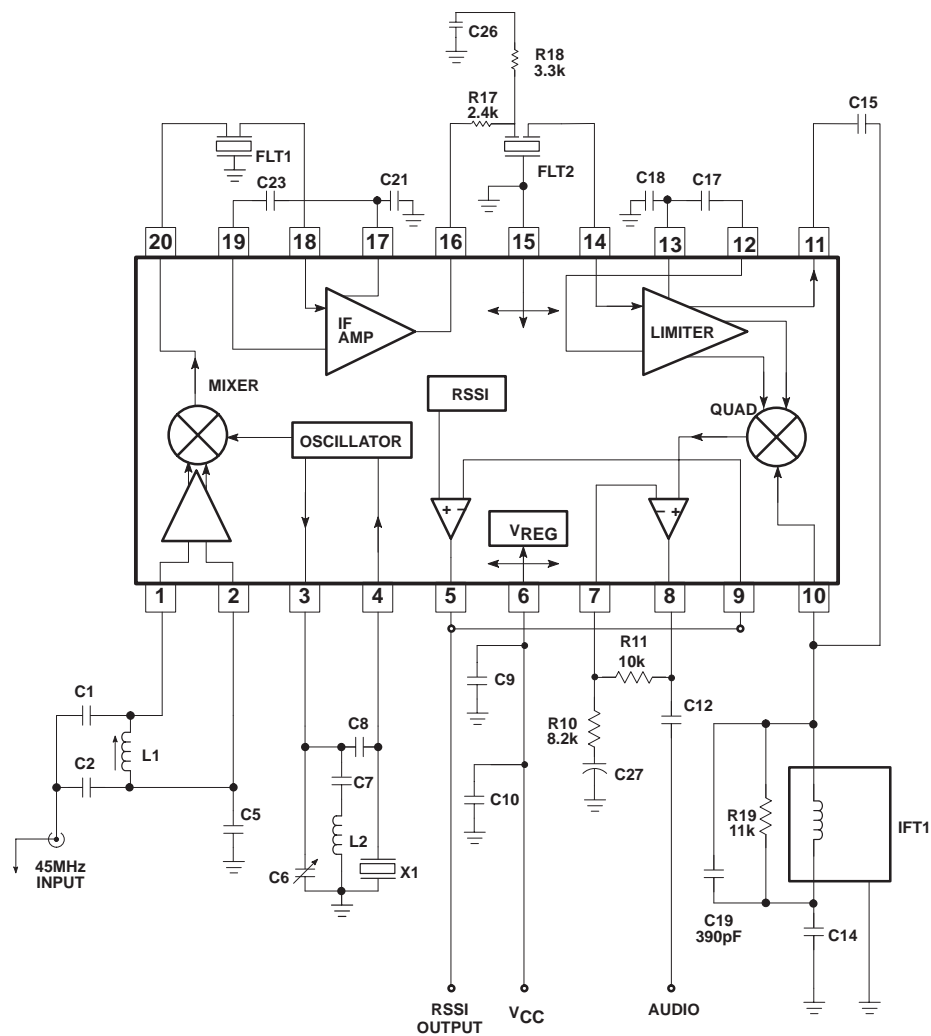 C26
R18
3.3k
R17
2.4k
C15
FLT1
FLT2
C23
C21
C18
C17
20
19
18
17
16
15
14
13
12
11
IF
AMP
LIMITER
MIXER
RSSI
QUAD
OSCILLATOR
+ −
− +
VREG
1
2
3
4
5
6
7
8
9
10
R11
10k
C9
C12
C1
C8
R10
8.2k
L1
C2
C7
C27
C10
C5
R19
11k
IFT1
L2
45MHz
INPUT
C6
X1
C19
390pF
C14
RSSI
OUTPUT
VCC
AUDIO